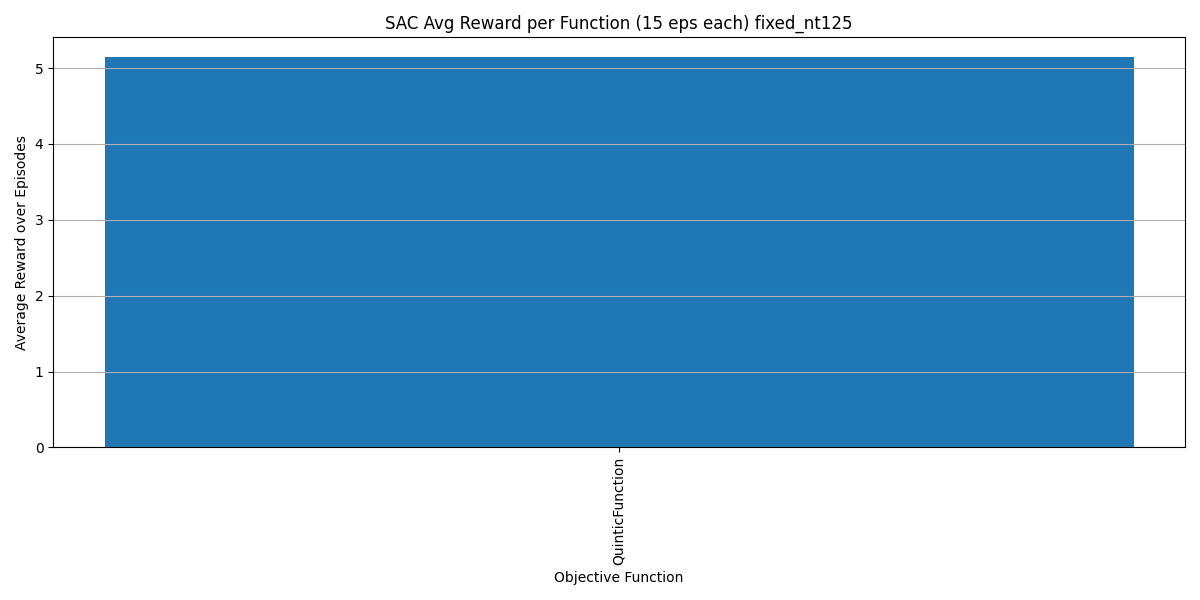 SAC Avg Reward per Function (15 eps each) fixed_nt125
Average Reward over Episodes
5
4
3
2
1
0
QuinticFunction
Objective Function